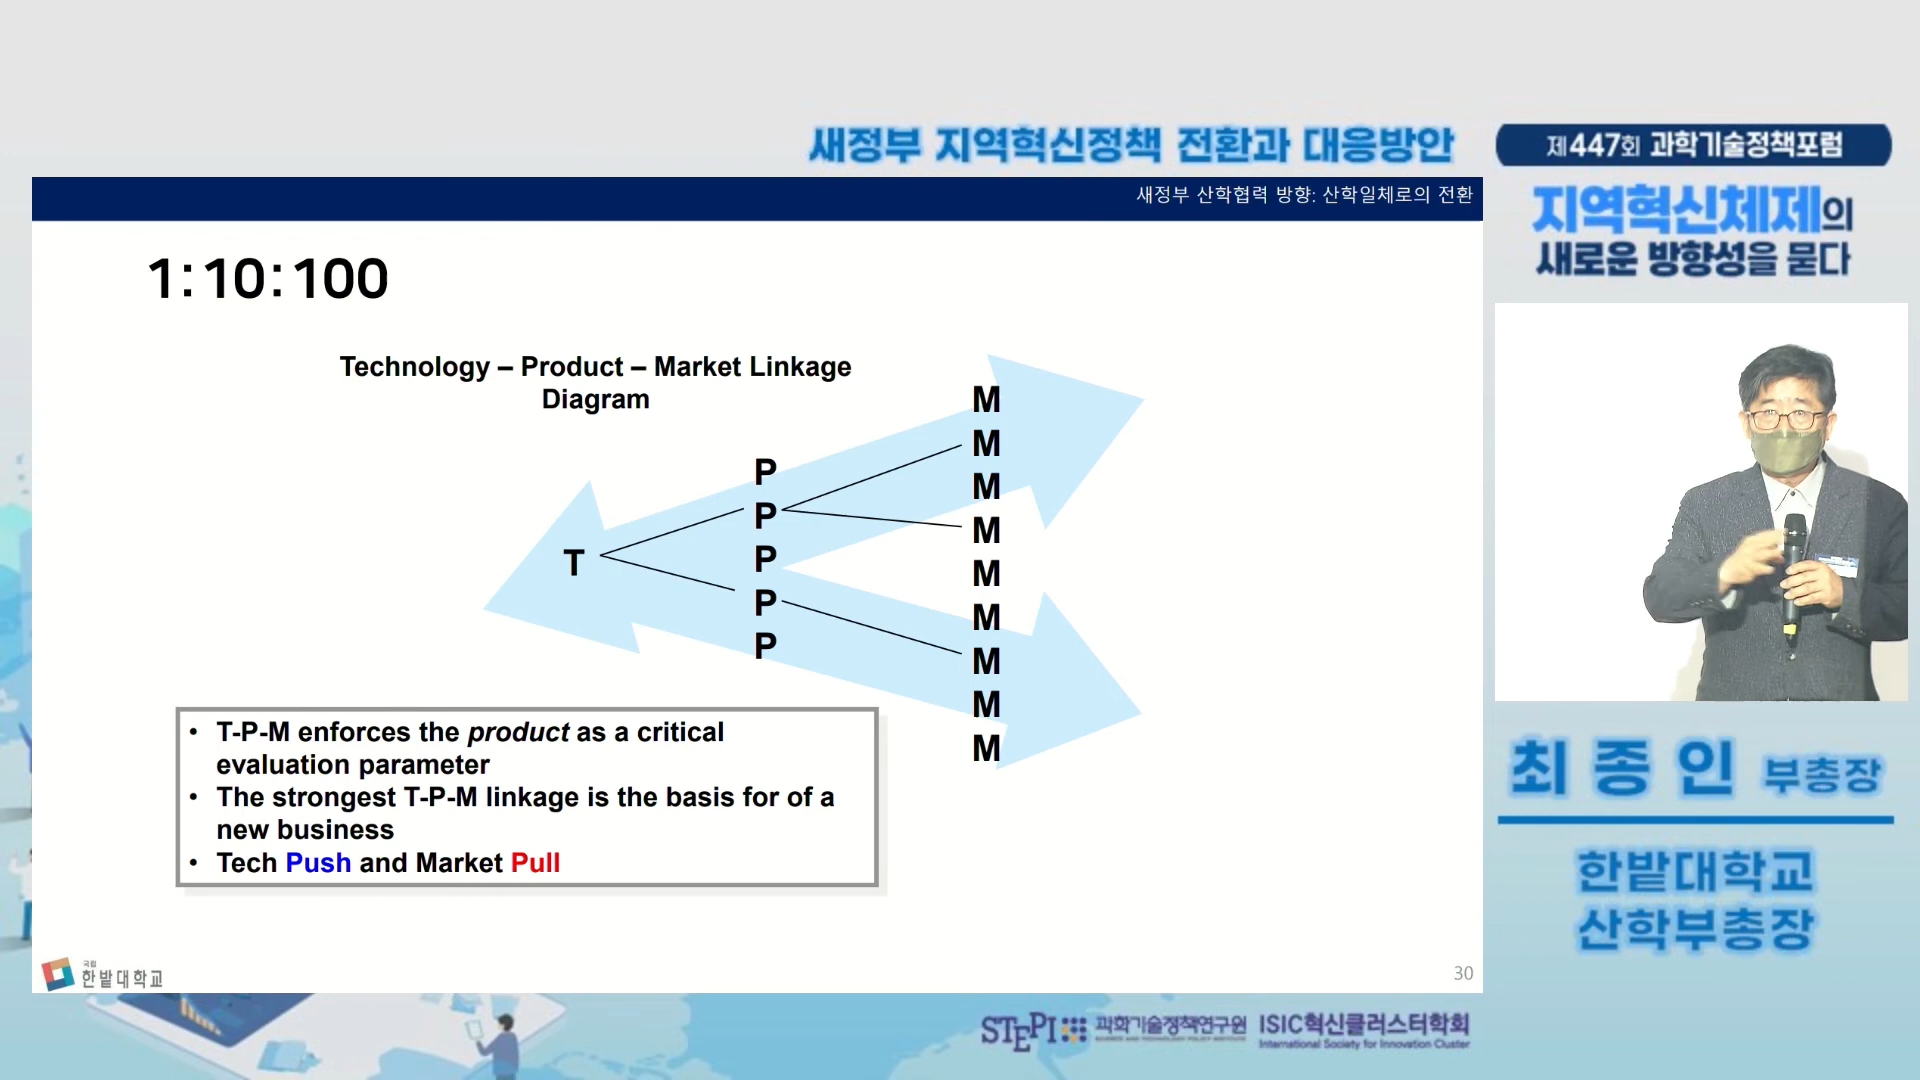 새정부 지역혁신정책 전환과 대응방안
제447회 과학기술정책포럼
지역혁신체제의
새로운 방향성을 묻다
새정부 산학협력 방향: 산학일체로의 전환
1:10:100
Technology – Product – Market Linkage
Diagram
T
P
P
P
P
P
M
M
M
M
M
M
M
M
M
• T-P-M enforces the product as a critical
evaluation parameter
• The strongest T-P-M linkage is the basis for of a
new business
• Tech Push and Market Pull
국립
한밭대학교
30
최종인 부총장
한밭대학교
산학부총장
STEPI 과학기술정책연구원
SCIENCE AND TECHNOLOGY POLICY INSTITUTE
ISIC혁신클러스터학회
International Society for Innovation Cluster